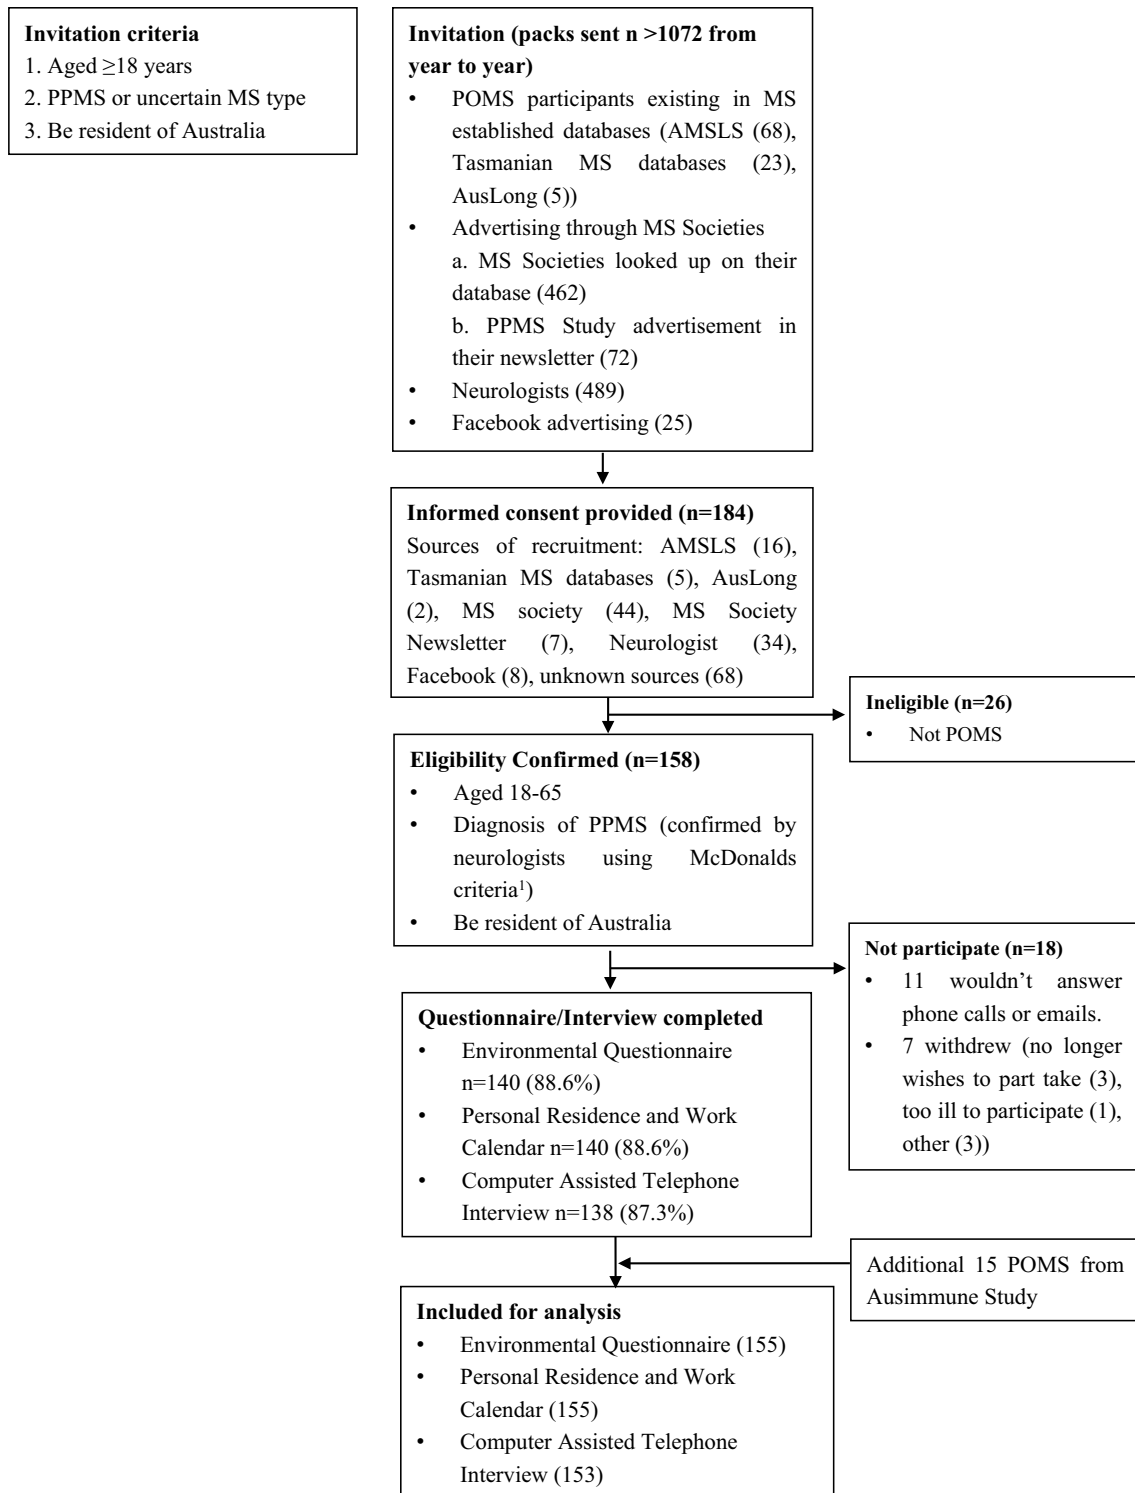 Invitation criteria
1. Aged ≥18 years
2. PPMS or uncertain MS type
3. Be resident of Australia
Invitation (packs sent n >1072 from
year to year)
• POMS participants existing in MS
established databases (AMSLS (68),
Tasmanian MS databases (23),
AusLong (5))
• Advertising through MS Societies
a. MS Societies looked up on their
database (462)
b. PPMS Study advertisement in
their newsletter (72)
• Neurologists (489)
• Facebook advertising (25)
Informed consent provided (n=184)
Sources of recruitment: AMSLS (16),
Tasmanian MS databases (5), AusLong
(2), MS society (44), MS Society
Newsletter (7), Neurologist (34),
Facebook (8), unknown sources (68)
Ineligible (n=26)
• Not POMS
Eligibility Confirmed (n=158)
• Aged 18-65
• Diagnosis of PPMS (confirmed by
neurologists using McDonalds
criteria¹)
• Be resident of Australia
Not participate (n=18)
• 11 wouldn’t answer
phone calls or emails.
• 7 withdrew (no longer
wishes to part take (3),
too ill to participate (1),
other (3))
Questionnaire/Interview completed
• Environmental Questionnaire
n=140 (88.6%)
• Personal Residence and Work
Calendar n=140 (88.6%)
• Computer Assisted Telephone
Interview n=138 (87.3%)
Additional 15 POMS from
Ausimmune Study
Included for analysis
• Environmental Questionnaire (155)
• Personal Residence and Work
Calendar (155)
• Computer Assisted Telephone
Interview (153)